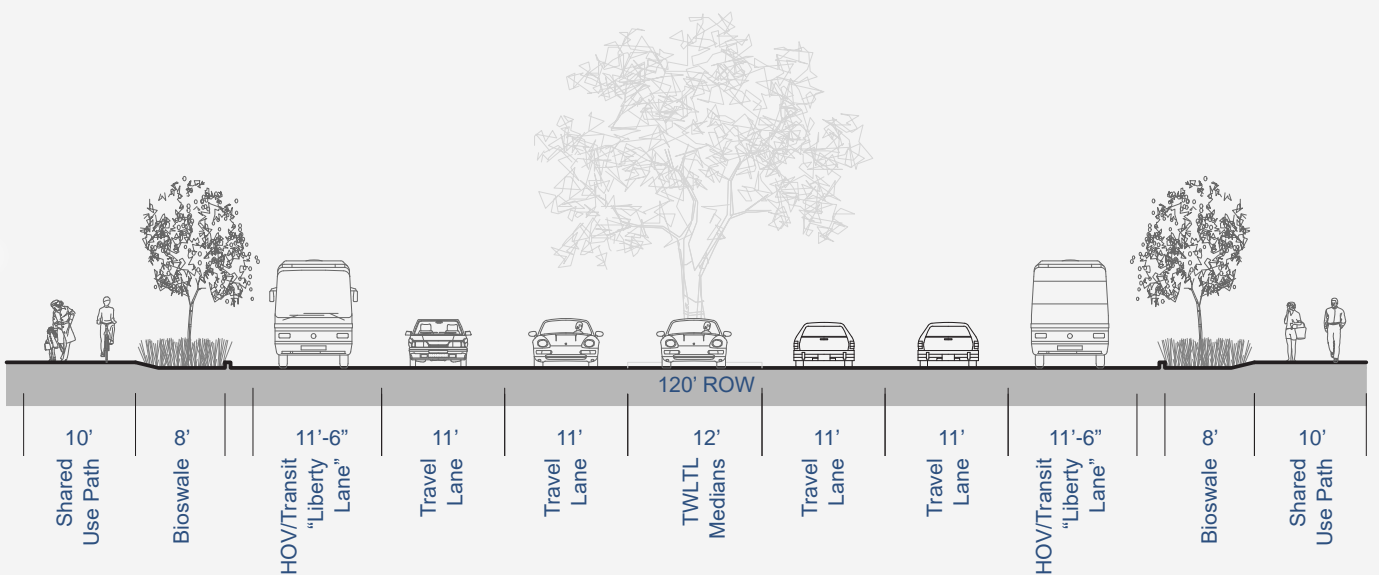 120’ ROW
10’
8’
11’-6”
11’
11’
12’
11’
11’
11’-6”
8’
10’
Shared
Use Path
Bioswale
HOV/Transit
“Liberty
Lane”
Travel
Lane
Travel
Lane
TWLTL
Medians
Travel
Lane
Travel
Lane
HOV/Transit
“Liberty
Lane”
Bioswale
Shared
Use Path